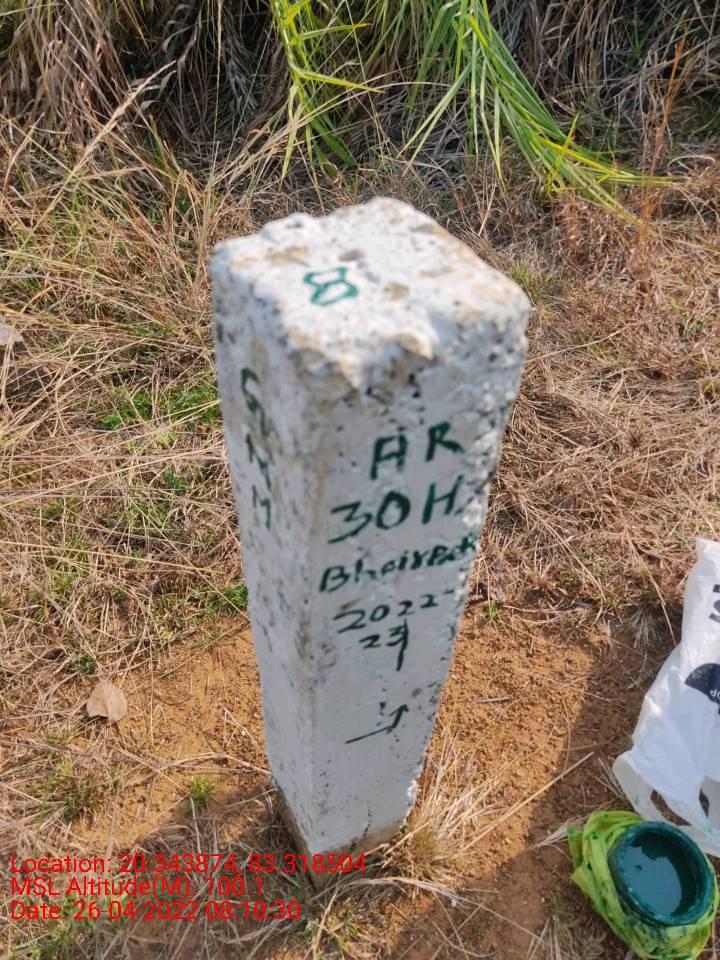 8
AR
30H
2022-
23
Location: 20.343874, 83.318504
MSL Altitude(M): 100.1
Date: 26-04-2022 08:10:30